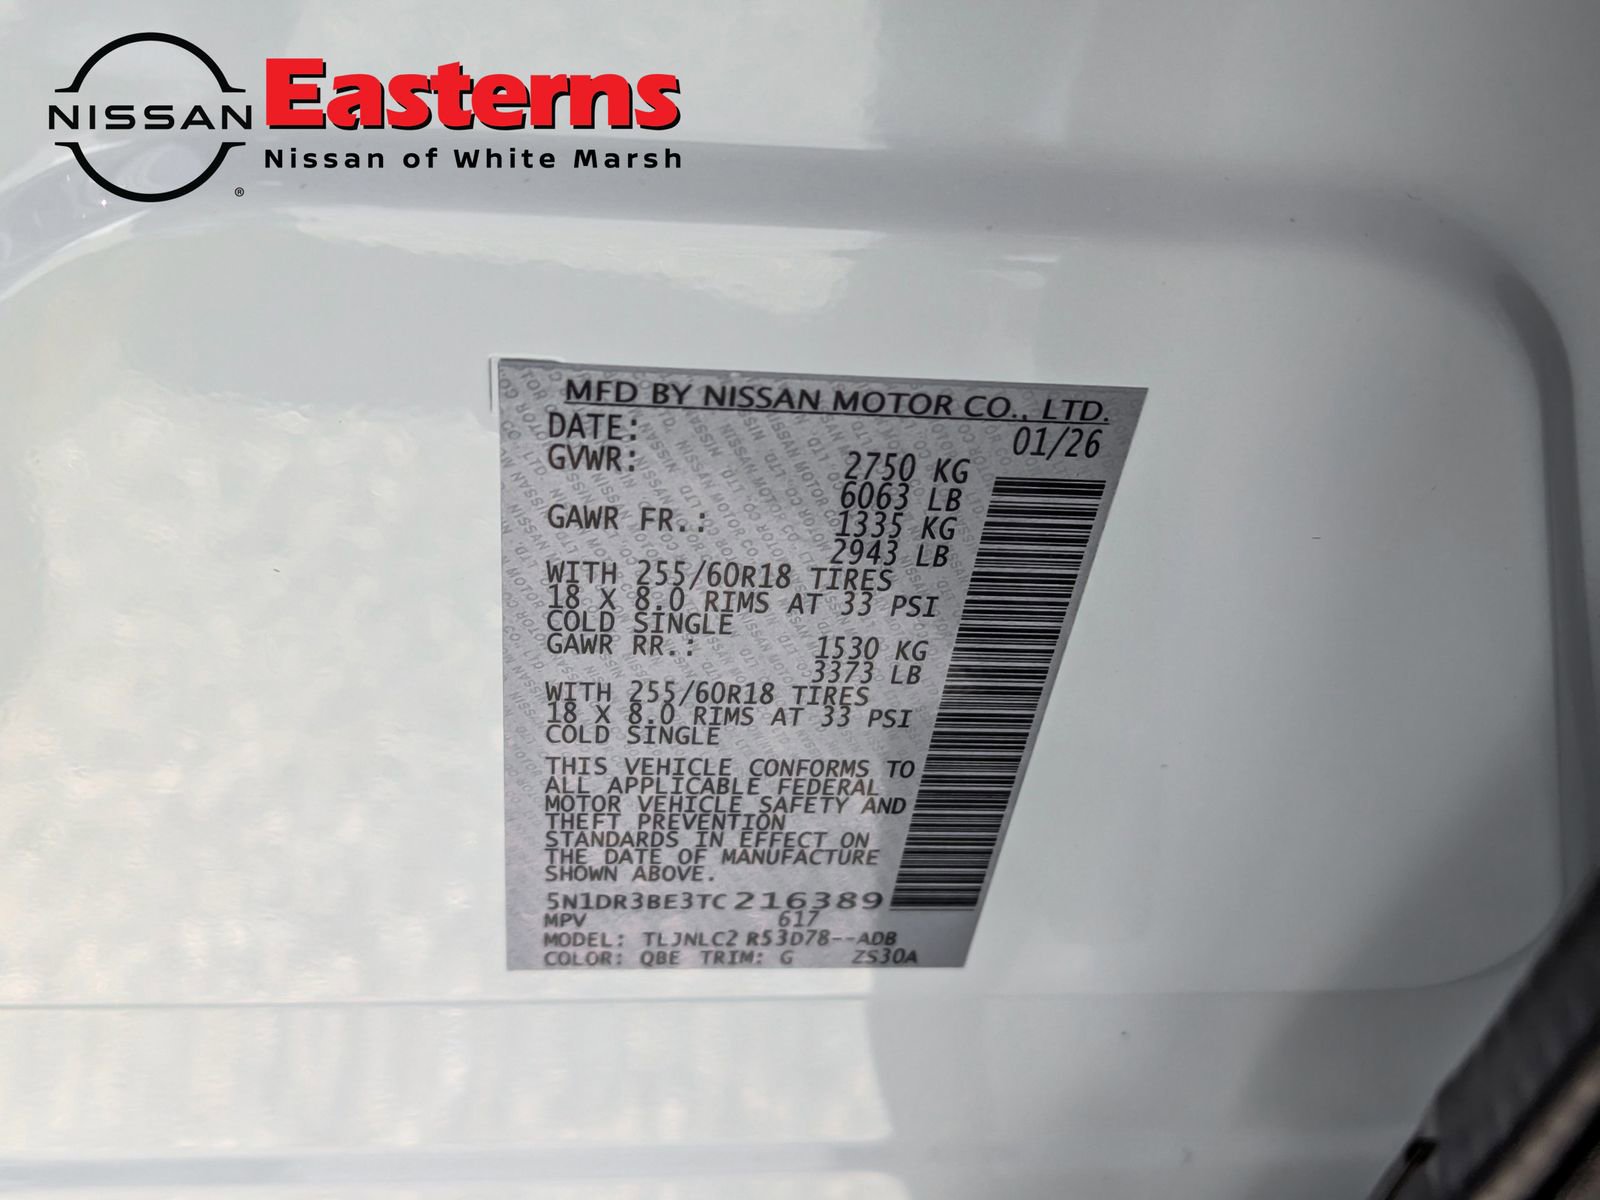 NISSAN
Easterns
Nissan of White Marsh
®
MFD BY NISSAN MOTOR CO., LTD.
DATE: 01/26
GVWR: 2750 KG
6063 LB
GAWR FR.: 1335 KG
2943 LB
WITH 255/60R18 TIRES
18 X 8.0 RIMS AT 33 PSI
COLD SINGLE
GAWR RR.: 1530 KG
3373 LB
WITH 255/60R18 TIRES
18 X 8.0 RIMS AT 33 PSI
COLD SINGLE
THIS VEHICLE CONFORMS TO
ALL APPLICABLE FEDERAL
MOTOR VEHICLE SAFETY AND
THEFT PREVENTION
STANDARDS IN EFFECT ON
THE DATE OF MANUFACTURE
SHOWN ABOVE.
5N1DR3BE3TC216389
MPV 617
MODEL: TLJNLC2 R53D78--ADB
COLOR: QBE TRIM: G ZS30A